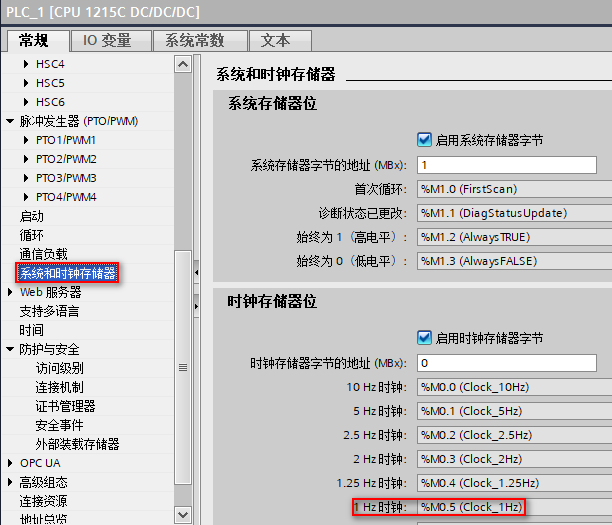 PLC_1 [CPU 1215C DC/DC/DC]
常规
IO 变量
系统常数
文本
HSC4
HSC5
HSC6
脉冲发生器 (PTO/PWM)
PTO1/PWM1
PTO2/PWM2
PTO3/PWM3
PTO4/PWM4
启动
循环
通信负载
系统和时钟存储器
Web 服务器
支持多语言
时间
防护与安全
访问级别
连接机制
证书管理器
安全事件
外部装载存储器
OPC UA
高级组态
连接资源
地址总览
系统和时钟存储器
系统存储器位
启用系统存储器字节
系统存储器字节的地址 (MBx): 1
首次循环: %M1.0 (FirstScan)
诊断状态已更改: %M1.1 (DiagStatusUpdate)
始终为 1（高电平）: %M1.2 (AlwaysTRUE)
始终为 0（低电平）: %M1.3 (AlwaysFALSE)
时钟存储器位
启用时钟存储器字节
时钟存储器字节的地址 (MBx): 0
10 Hz 时钟: %M0.0 (Clock_10Hz)
5 Hz 时钟: %M0.1 (Clock_5Hz)
2.5 Hz 时钟: %M0.2 (Clock_2.5Hz)
2 Hz 时钟: %M0.3 (Clock_2Hz)
1.25 Hz 时钟: %M0.4 (Clock_1.25Hz)
1 Hz 时钟: %M0.5 (Clock_1Hz)